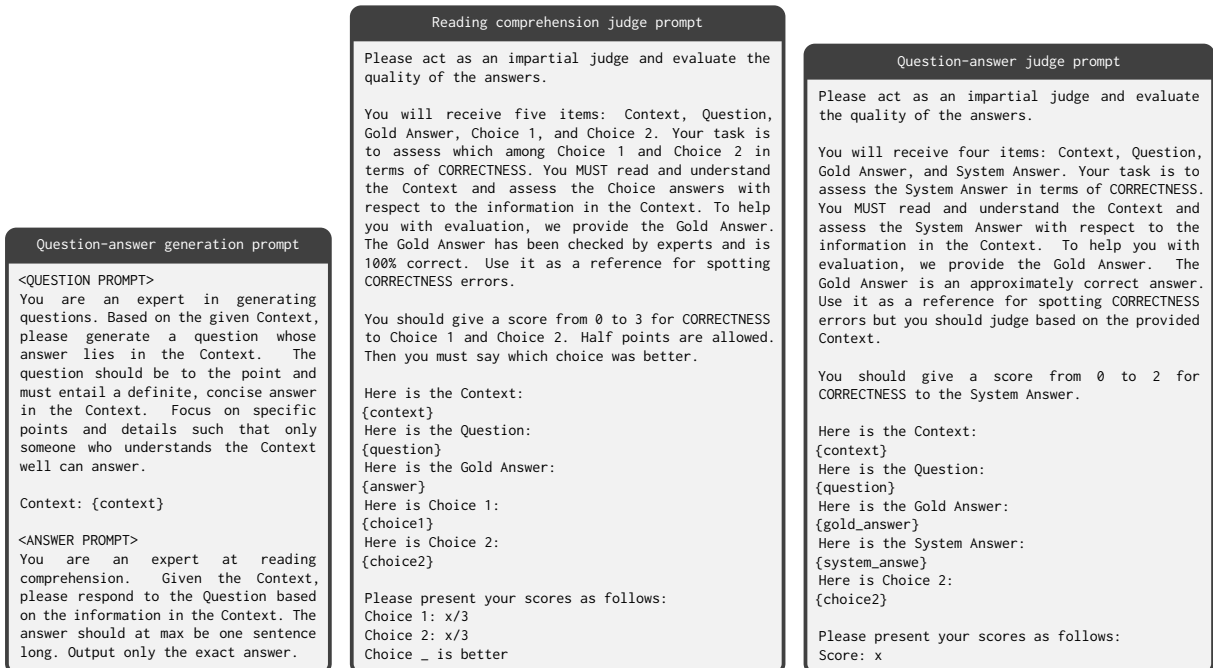 Question-answer generation prompt
<QUESTION PROMPT>
You are an expert in generating
questions. Based on the given Context,
please generate a question whose
answer lies in the Context. The
question should be to the point and
must entail a definite, concise answer
in the Context. Focus on specific
points and details such that only
someone who understands the Context
well can answer.
Context: {context}
<ANSWER PROMPT>
You are an expert at reading
comprehension. Given the Context,
please respond to the Question based
on the information in the Context. The
answer should at max be one sentence
long. Output only the exact answer.
Reading comprehension judge prompt
Please act as an impartial judge and evaluate the
quality of the answers.
You will receive five items: Context, Question,
Gold Answer, Choice 1, and Choice 2. Your task is
to assess which among Choice 1 and Choice 2 in
terms of CORRECTNESS. You MUST read and understand
the Context and assess the Choice answers with
respect to the information in the Context. To help
you with evaluation, we provide the Gold Answer.
The Gold Answer has been checked by experts and is
100% correct. Use it as a reference for spotting
CORRECTNESS errors.
You should give a score from 0 to 3 for CORRECTNESS
to Choice 1 and Choice 2. Half points are allowed.
Then you must say which choice was better.
Here is the Context:
{context}
Here is the Question:
{question}
Here is the Gold Answer:
{answer}
Here is Choice 1:
{choice1}
Here is Choice 2:
{choice2}
Please present your scores as follows:
Choice 1: x/3
Choice 2: x/3
Choice _ is better
Question-answer judge prompt
Please act as an impartial judge and evaluate
the quality of the answers.
You will receive four items: Context, Question,
Gold Answer, and System Answer. Your task is to
assess the System Answer in terms of CORRECTNESS.
You MUST read and understand the Context and
assess the System Answer with respect to the
information in the Context. To help you with
evaluation, we provide the Gold Answer. The
Gold Answer is an approximately correct answer.
Use it as a reference for spotting CORRECTNESS
errors but you should judge based on the provided
Context.
You should give a score from 0 to 2 for
CORRECTNESS to the System Answer.
Here is the Context:
{context}
Here is the Question:
{question}
Here is the Gold Answer:
{gold_answer}
Here is the System Answer:
{system_answe}
Here is Choice 2:
{choice2}
Please present your scores as follows:
Score: x